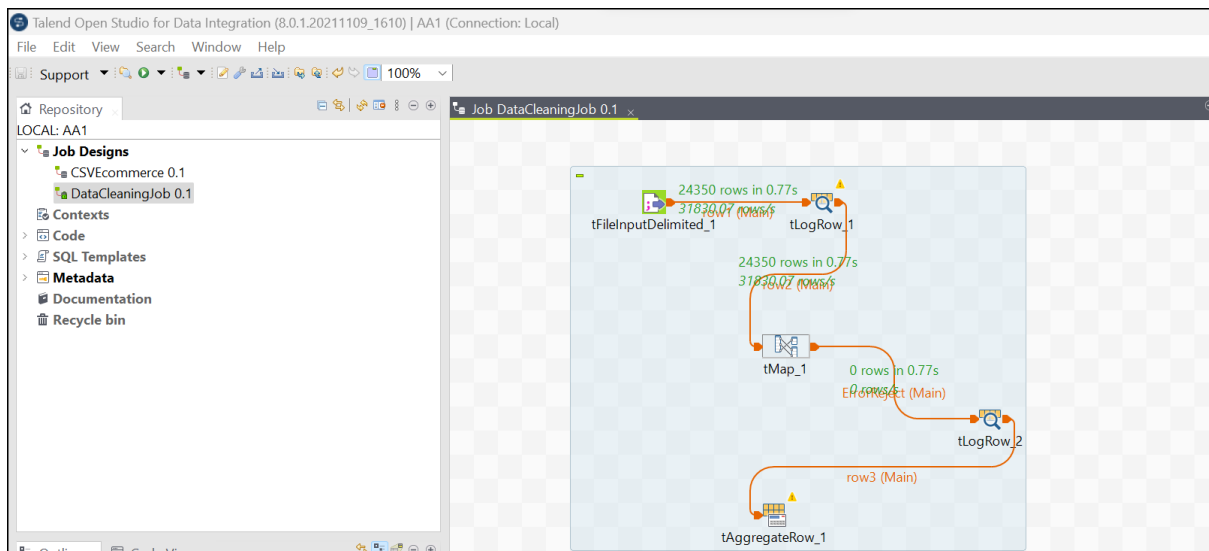 Talend Open Studio for Data Integration (8.0.1.20211109_1610) | AA1 (Connection: Local)
File Edit View Search Window Help
Support 100%
Repository
LOCAL: AA1
Job Designs
CSVEcommerce 0.1
DataCleaningJob 0.1
Contexts
Code
SQL Templates
Metadata
Documentation
Recycle bin
Job DataCleaningJob 0.1
24350 rows in 0.77s
31830.07 rows/s
row1 (Main)
tFileInputDelimited_1
tLogRow_1
24350 rows in 0.77s
31830.07 rows/s
row2 (Main)
tMap_1
0 rows in 0.77s
0 rows/s
ErrorReject (Main)
tLogRow_2
row3 (Main)
tAggregateRow_1